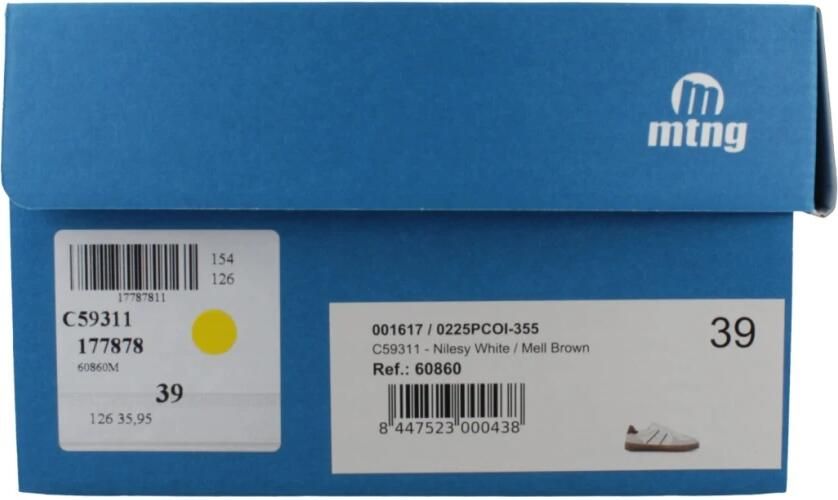 m
mtng
154
126
17787811
C59311
177878
60860M
39
126 35,95
001617 / 0225PCOI-355
C59311 - Nilesy White / Mell Brown
Ref.: 60860
8 447523 000438
39